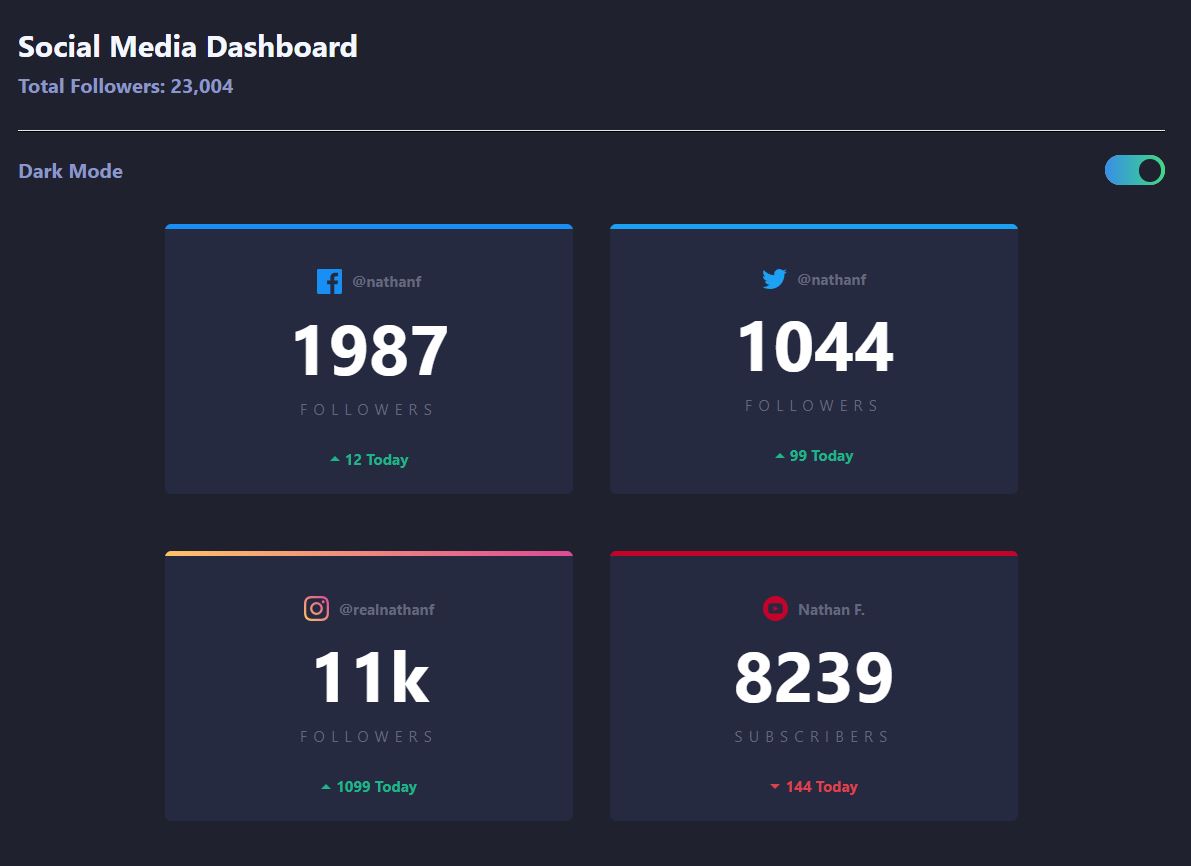 Social Media Dashboard
Total Followers: 23,004
Dark Mode
@nathanf
1987
FOLLOWERS
12 Today
@nathanf
1044
FOLLOWERS
99 Today
@realnathanf
11k
FOLLOWERS
1099 Today
Nathan F.
8239
SUBSCRIBERS
144 Today